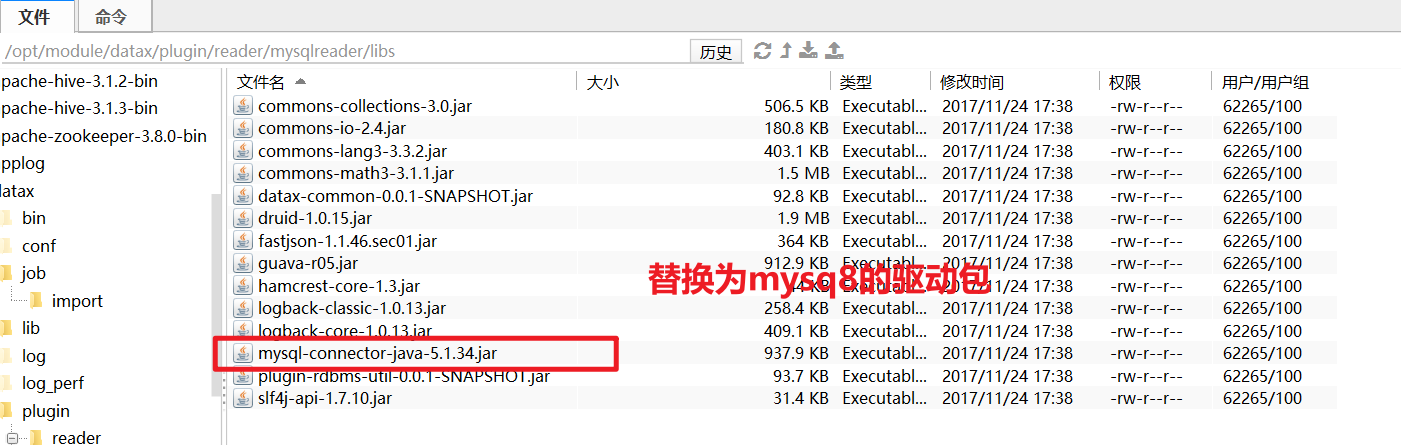 文件 命令
/opt/module/datax/plugin/reader/mysqlreader/libs 历史
pache-hive-3.1.2-bin
pache-hive-3.1.3-bin
pache-zookeeper-3.8.0-bin
pplog
latax
bin
conf
job
import
lib
log
log_perf
plugin
reader
文件名 大小 类型 修改时间 权限 用户/用户组
commons-collections-3.0.jar 506.5 KB Executabl... 2017/11/24 17:38 -rw-r--r-- 62265/100
commons-io-2.4.jar 180.8 KB Executabl... 2017/11/24 17:38 -rw-r--r-- 62265/100
commons-lang3-3.3.2.jar 403.1 KB Executabl... 2017/11/24 17:38 -rw-r--r-- 62265/100
commons-math3-3.1.1.jar 1.5 MB Executabl... 2017/11/24 17:38 -rw-r--r-- 62265/100
datax-common-0.0.1-SNAPSHOT.jar 92.8 KB Executabl... 2017/11/24 17:38 -rw-r--r-- 62265/100
druid-1.0.15.jar 1.9 MB Executabl... 2017/11/24 17:38 -rw-r--r-- 62265/100
fastjson-1.1.46.sec01.jar 364 KB Executabl... 2017/11/24 17:38 -rw-r--r-- 62265/100
guava-r05.jar 912.9 KB Executabl... 2017/11/24 17:38 -rw-r--r-- 62265/100
替换为mysq8的驱动包
hamcrest-core-1.3.jar 44 KB Executabl... 2017/11/24 17:38 -rw-r--r-- 62265/100
logback-classic-1.0.13.jar 258.4 KB Executabl... 2017/11/24 17:38 -rw-r--r-- 62265/100
logback-core-1.0.13.jar 409.1 KB Executabl... 2017/11/24 17:38 -rw-r--r-- 62265/100
mysql-connector-java-5.1.34.jar 937.9 KB Executabl... 2017/11/24 17:38 -rw-r--r-- 62265/100
plugin-rdbms-util-0.0.1-SNAPSHOT.jar 93.7 KB Executabl... 2017/11/24 17:38 -rw-r--r-- 62265/100
slf4j-api-1.7.10.jar 31.4 KB Executabl... 2017/11/24 17:38 -rw-r--r-- 62265/100